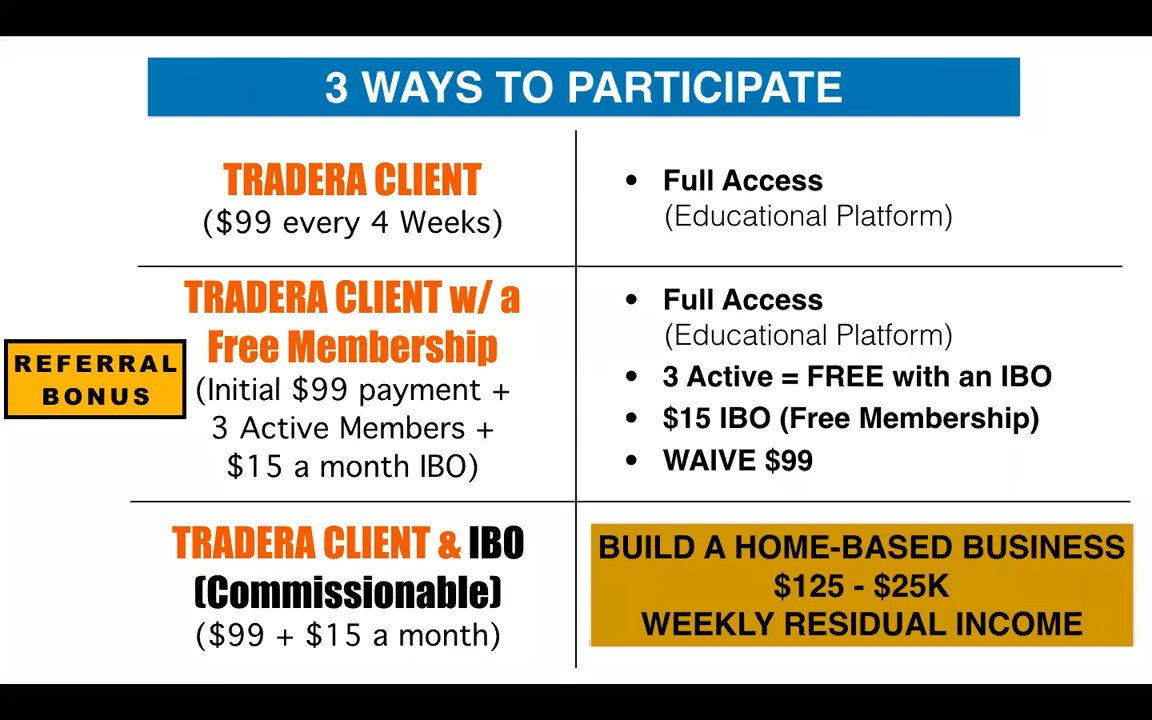 3 WAYS TO PARTICIPATE
TRADERA CLIENT
($99 every 4 Weeks)
• Full Access
(Educational Platform)
REFERRAL
BONUS
TRADERA CLIENT w/ a
Free Membership
(Initial $99 payment +
3 Active Members +
$15 a month IBO)
• Full Access
(Educational Platform)
• 3 Active = FREE with an IBO
• $15 IBO (Free Membership)
• WAIVE $99
TRADERA CLIENT & IBO
(Commissionable)
($99 + $15 a month)
BUILD A HOME-BASED BUSINESS
$125 - $25K
WEEKLY RESIDUAL INCOME